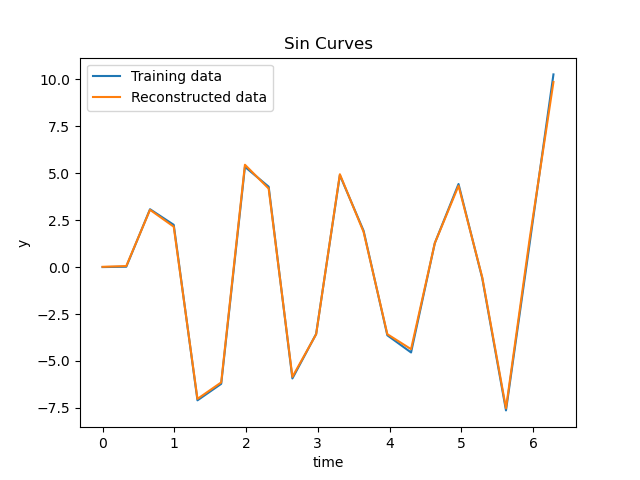 Sin Curves
Training data
Reconstructed data
10.0
7.5
5.0
2.5
0.0
−2.5
−5.0
−7.5
y
0 1 2 3 4 5 6
time